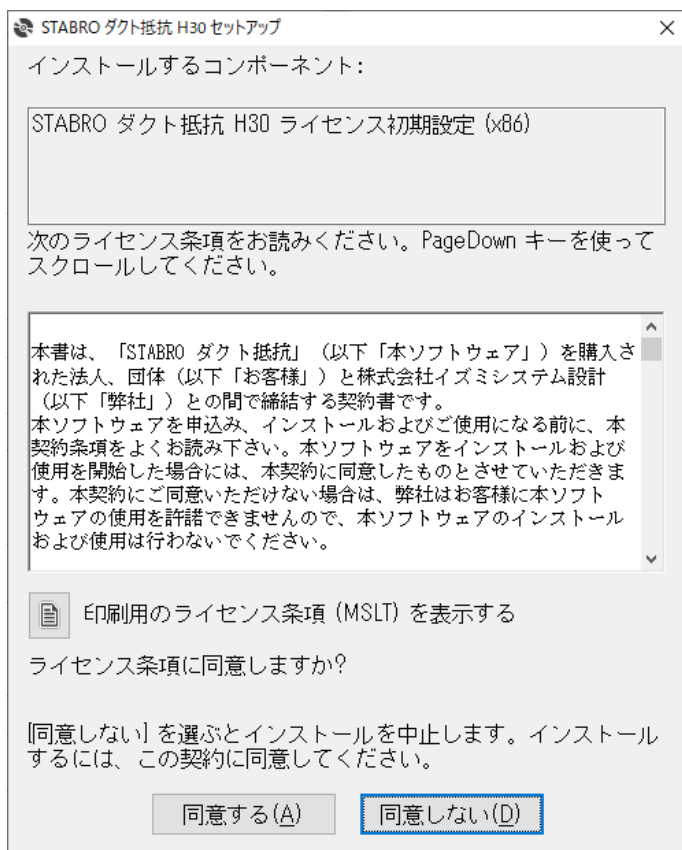 STABRO ダクト抵抗 H30 セットアップ
インストールするコンポーネント:
STABRO ダクト抵抗 H30 ライセンス初期設定 (x86)
次のライセンス条項をお読みください。PageDown キーを使って
スクロールしてください。
本書は、「STABRO ダクト抵抗」（以下「本ソフトウェア」）を購入さ
れた法人、団体（以下「お客様」）と株式会社イズミシステム設計
（以下「弊社」）との間で締結する契約書です。
本ソフトウェアを申込み、インストールおよびご使用になる前に、本
契約条項をよくお読み下さい。本ソフトウェアをインストールおよび
使用を開始した場合には、本契約に同意したものとさせていただきま
す。本契約にご同意いただけない場合は、弊社はお客様に本ソフト
ウェアの使用を許諾できませんので、本ソフトウェアのインストール
および使用は行わないでください。
印刷用のライセンス条項 (MSLT) を表示する
ライセンス条項に同意しますか?
[同意しない] を選ぶとインストールを中止します。インストール
するには、この契約に同意してください。
同意する(A)
同意しない(D)